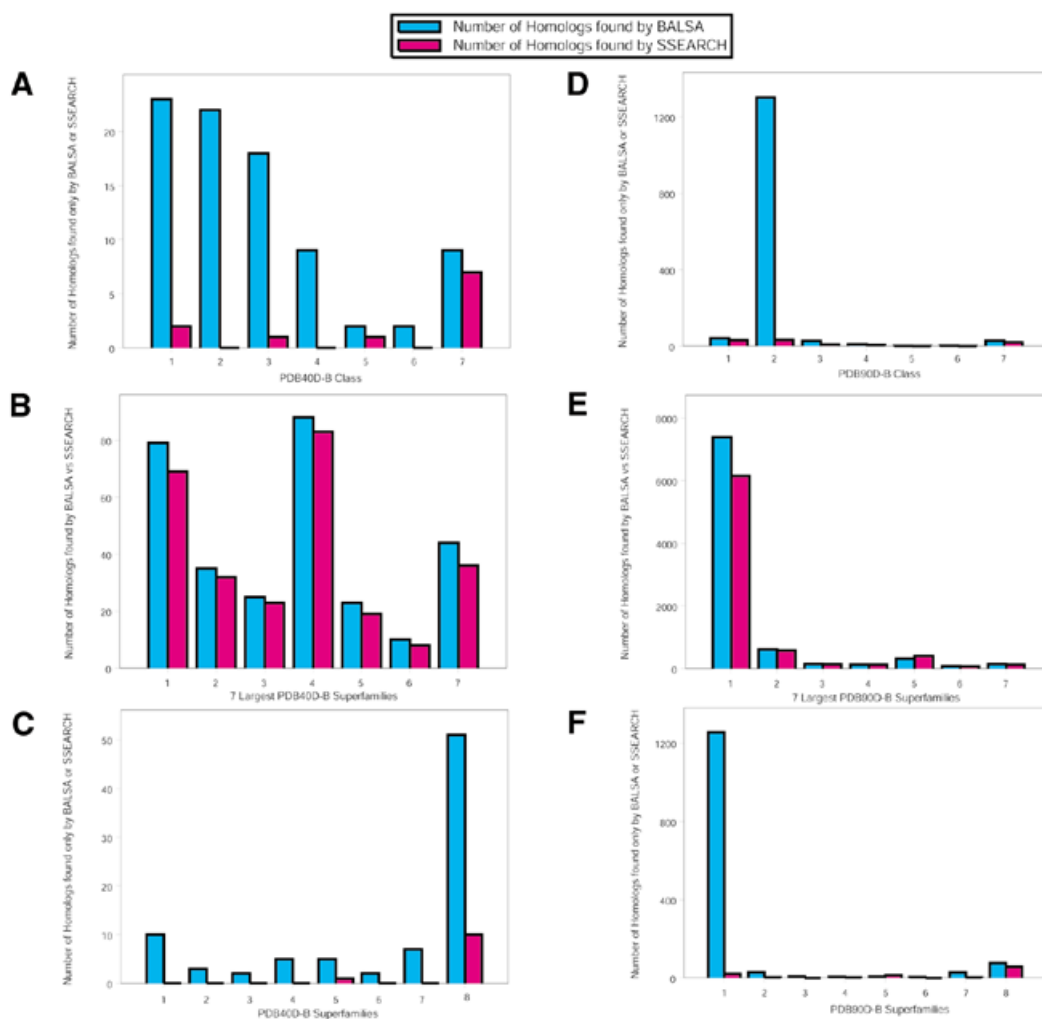 Number of Homologs found by BALSA
Number of Homologs found by SSEARCH
A
Number of Homologs found only by BALSA or SSEARCH
20
15
10
5
0
1 2 3 4 5 6 7
PDB40D-B Class
B
Number of Homologs found by BALSA vs SSEARCH
80
60
40
20
0
1 2 3 4 5 6 7
7 Largest PDB40D-B Superfamilies
C
Number of Homologs found only by BALSA or SSEARCH
50
40
30
20
10
0
1 2 3 4 5 6 7 8
PDB40D-B Superfamilies
D
Number of Homologs found only by BALSA or SSEARCH
1200
800
400
0
1 2 3 4 5 6 7
PDB90D-B Class
E
Number of Homologs found by BALSA vs SSEARCH
8000
6000
4000
2000
0
1 2 3 4 5 6 7
7 Largest PDB90D-B Superfamilies
F
Number of Homologs found only by BALSA or SSEARCH
1200
800
400
0
1 2 3 4 5 6 7 8
PDB90D-B Superfamilies